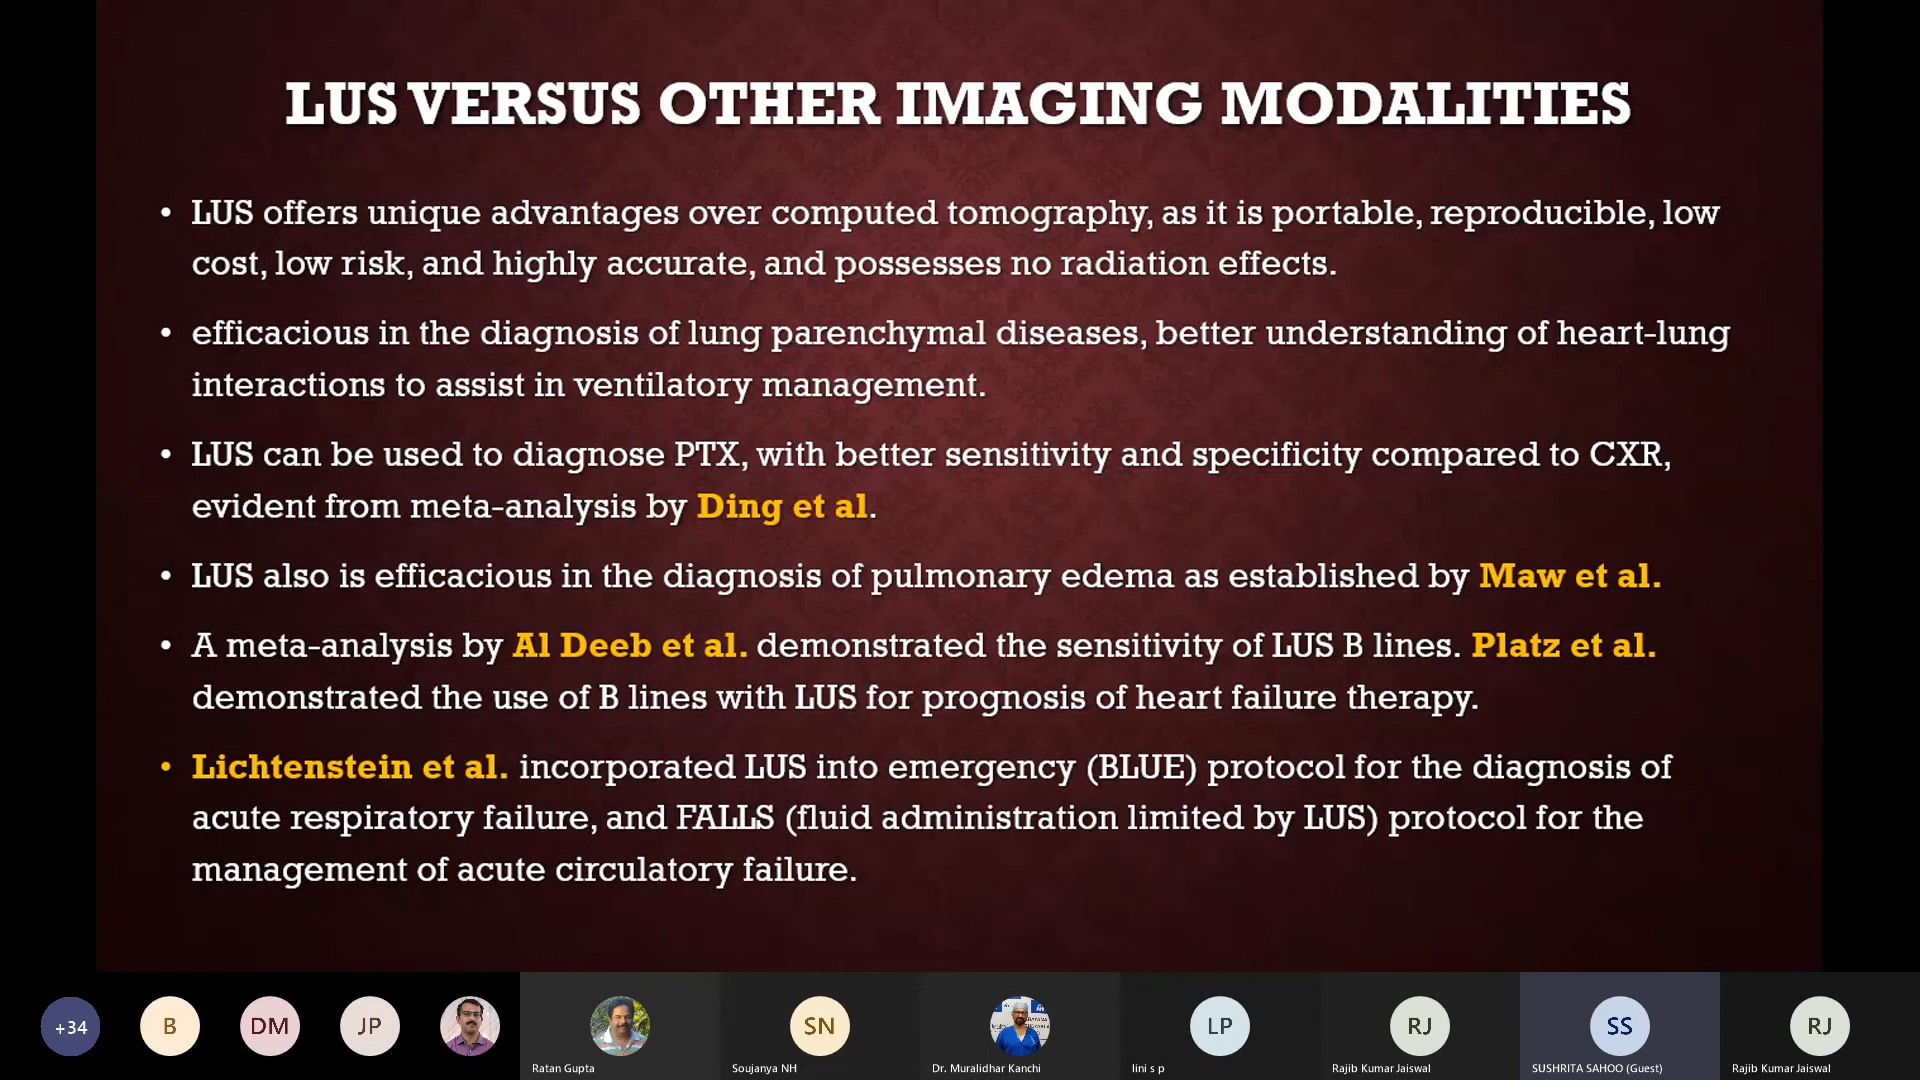 LUS VERSUS OTHER IMAGING MODALITIES
• LUS offers unique advantages over computed tomography, as it is portable, reproducible, low
cost, low risk, and highly accurate, and possesses no radiation effects.
• efficacious in the diagnosis of lung parenchymal diseases, better understanding of heart-lung
interactions to assist in ventilatory management.
• LUS can be used to diagnose PTX, with better sensitivity and specificity compared to CXR,
evident from meta-analysis by Ding et al.
• LUS also is efficacious in the diagnosis of pulmonary edema as established by Maw et al.
• A meta-analysis by Al Deeb et al. demonstrated the sensitivity of LUS B lines. Platz et al.
demonstrated the use of B lines with LUS for prognosis of heart failure therapy.
• Lichtenstein et al. incorporated LUS into emergency (BLUE) protocol for the diagnosis of
acute respiratory failure, and FALLS (fluid administration limited by LUS) protocol for the
management of acute circulatory failure.
+34 B DM JP SN LP RJ SS RJ
Ratan Gupta Soujanya NH Dr. Muralidhar Kanchi lini s p Rajib Kumar Jaiswal SUSHRITA SAHOO (Guest) Rajib Kumar Jaiswal